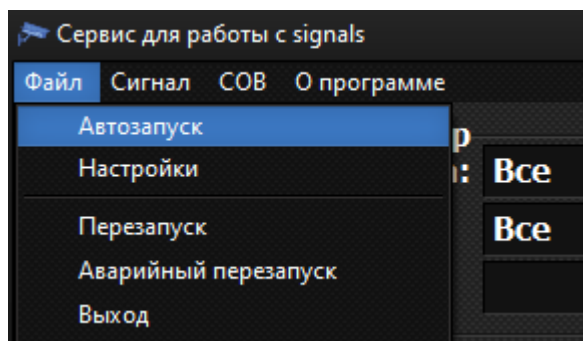 Сервис для работы с signals
Файл Сигнал СОВ О программе
Автозапуск
Настройки
Перезапуск
Аварийный перезапуск
Выход
р
: Все
Все